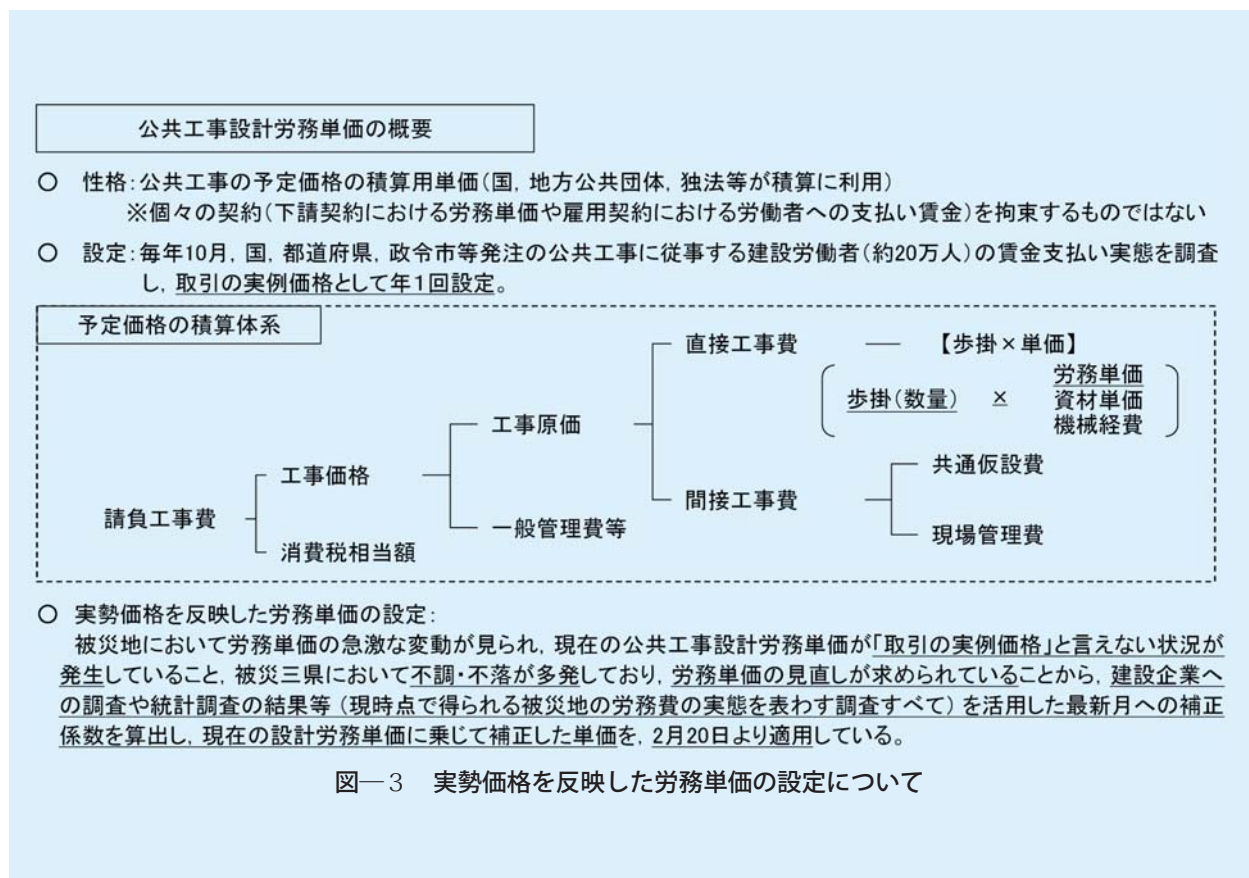 公共工事設計労務単価の概要
○ 性格：公共工事の予定価格の積算用単価（国，地方公共団体，独法等が積算に利用）
※個々の契約（下請契約における労務単価や雇用契約における労働者への支払い賃金）を拘束するものではない
○ 設定：毎年10月，国，都道府県，政令市等発注の公共工事に従事する建設労働者（約20万人）の賃金支払い実態を調査
し，取引の実例価格として年１回設定。
予定価格の積算体系
請負工事費
工事価格
消費税相当額
工事原価
一般管理費等
直接工事費 ― 【歩掛×単価】
歩掛（数量） ×
労務単価
資材単価
機械経費
間接工事費
共通仮設費
現場管理費
○ 実勢価格を反映した労務単価の設定：
被災地において労務単価の急激な変動が見られ，現在の公共工事設計労務単価が「取引の実例価格」と言えない状況が
発生していること，被災三県において不調・不落が多発しており，労務単価の見直しが求められていることから，建設企業へ
の調査や統計調査の結果等（現時点で得られる被災地の労務費の実態を表わす調査すべて）を活用した最新月への補正
係数を算出し，現在の設計労務単価に乗じて補正した単価を，2月20日より適用している。
図―３　実勢価格を反映した労務単価の設定について